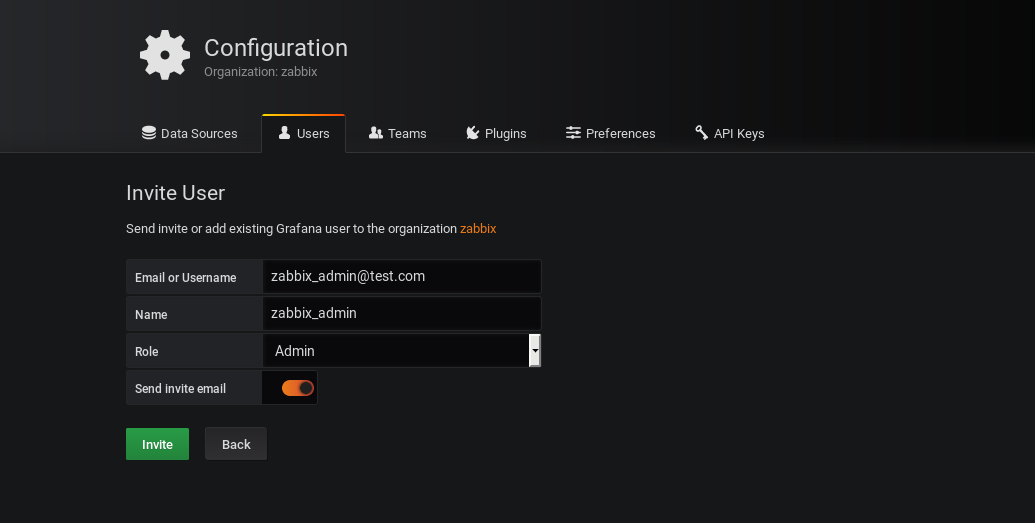 Configuration
Organization: zabbix
Data Sources Users Teams Plugins Preferences API Keys
Invite User
Send invite or add existing Grafana user to the organization zabbix
Email or Username zabbix_admin@test.com
Name zabbix_admin
Role Admin
Send invite email
Invite Back